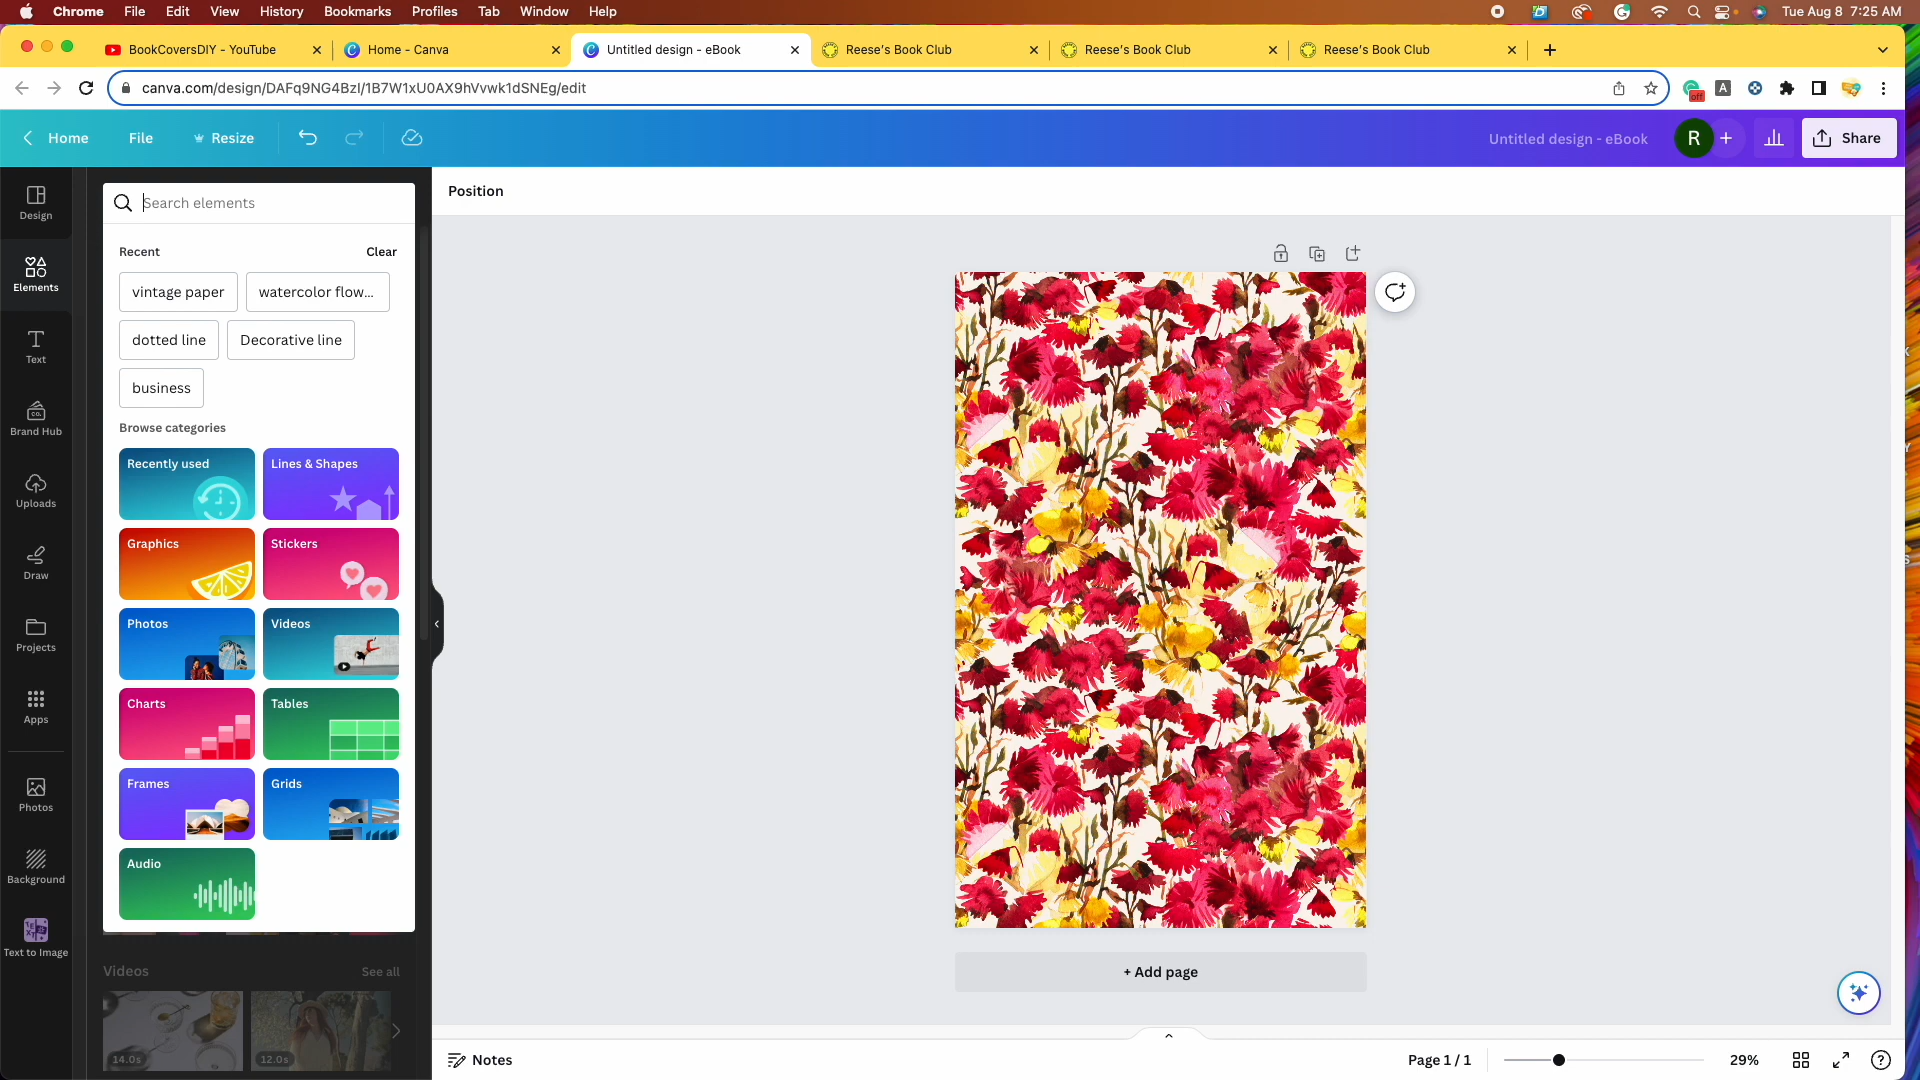 Chrome File Edit View History Bookmarks Profiles Tab Window Help Tue Aug 8 7:25 AM
BookCoversDIY - YouTube Home - Canva Untitled design - eBook Reese's Book Club Reese's Book Club Reese's Book Club
canva.com/design/DAFq9NG4BzI/1B7W1xU0AX9hVvwk1dSNEg/edit
off A
Home File Resize Untitled design - eBook R + Share
Design
Elements
Text
Brand Hub
Uploads
Draw
Projects
Apps
Photos
Background
Text to Image
Search elements
Recent Clear
vintage paper watercolor flow...
dotted line Decorative line
business
Browse categories
Recently used Lines & Shapes
Graphics Stickers
Photos Videos
Charts Tables
Frames Grids
Audio
Videos See all
14.0s 12.0s
Position
+ Add page
Notes Page 1 / 1 29%